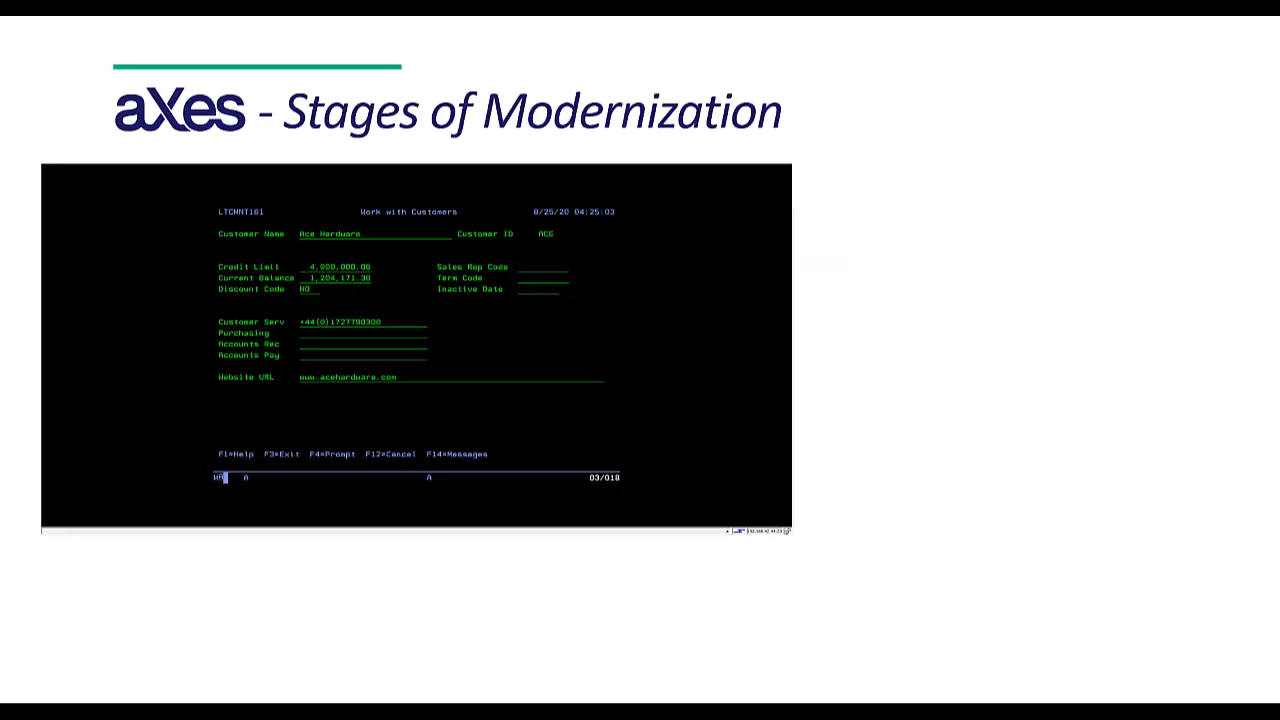 aXes - Stages of Modernization
LTCMNT161 Work with Customers 8/25/20 04:25:03
Customer Name Ace Hardware Customer ID ACE
Credit Limit 4,000,000.00 Sales Rep Code
Current Balance 1,204,171.30 Term Code
Discount Code NO Inactive Date
Customer Serv +44(0)1727790300
Purchasing
Accounts Rec
Accounts Pay
Website URL www.acehardware.com
F1=Help F3=Exit F4=Prompt F12=Cancel F14=Messages
A A 03/018